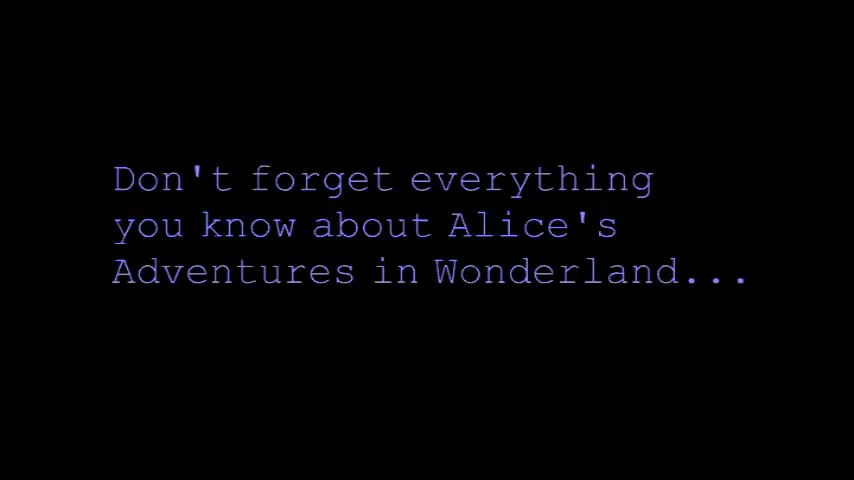 Don't forget everything
you know about Alice's
Adventures in Wonderland...